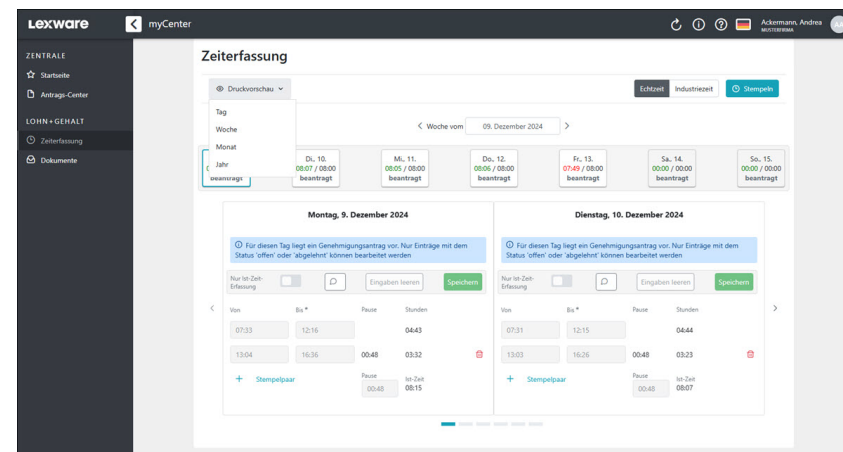 Lexware
myCenter
Ackermann, Andrea
MUSTERFIRMA
ZENTRALE
Startseite
Antrags-Center
LOHN+GEHALT
Zeiterfassung
Dokumente
Zeiterfassung
Druckvorschau
Echtzeit Industriezeit Stempeln
Tag
Woche
Monat
Jahr
Woche vom 09. Dezember 2024
beantragt
Di., 10.
08:07 / 08:00
beantragt
Mi., 11.
08:05 / 08:00
beantragt
Do., 12.
08:06 / 08:00
beantragt
Fr., 13.
07:49 / 08:00
beantragt
Sa., 14.
00:00 / 00:00
beantragt
So., 15.
00:00 / 00:00
beantragt
Montag, 9. Dezember 2024
Für diesen Tag liegt ein Genehmigungsantrag vor. Nur Einträge mit dem
Status 'offen' oder 'abgelehnt' können bearbeitet werden
Nur Ist-Zeit-
Erfassung
Eingaben leeren Speichern
Von Bis * Pause Stunden
07:33 12:16 04:43
13:04 16:36 00:48 03:32
+ Stempelpaar
Pause Ist-Zeit
00:48 08:15
Dienstag, 10. Dezember 2024
Für diesen Tag liegt ein Genehmigungsantrag vor. Nur Einträge mit dem
Status 'offen' oder 'abgelehnt' können bearbeitet werden
Nur Ist-Zeit-
Erfassung
Eingaben leeren Speichern
Von Bis * Pause Stunden
07:31 12:15 04:44
13:03 16:26 00:48 03:23
+ Stempelpaar
Pause Ist-Zeit
00:48 08:07